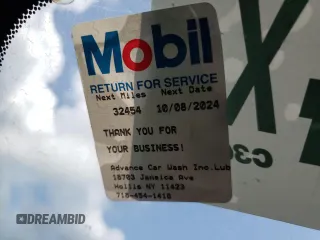 Mobil
RETURN FOR SERVICE
Next Miles Next Date
32454 10/08/2024
THANK YOU FOR
YOUR BUSINESS!
Advance Car Wash Inc.Lub
18703 Jamaica Ave
Hollis NY 11423
718-454-1418
DREAMBID